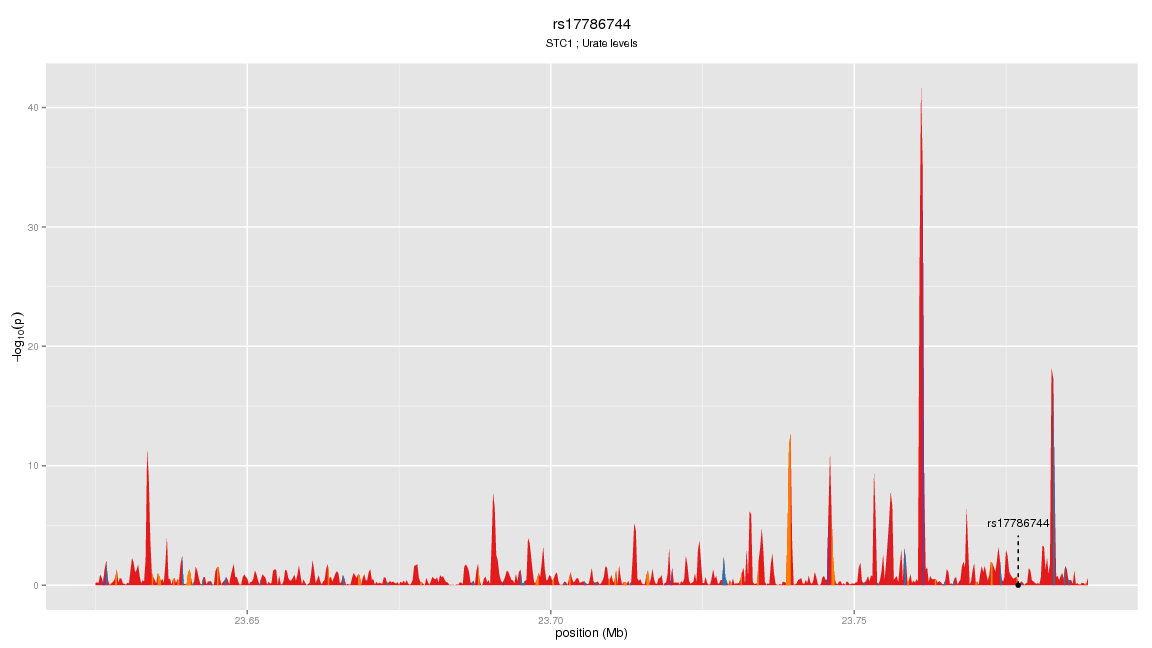 rs17786744
STC1 ; Urate levels
40
30
20
10
0
−log10(p)
rs17786744
23.65
23.70
23.75
position (Mb)